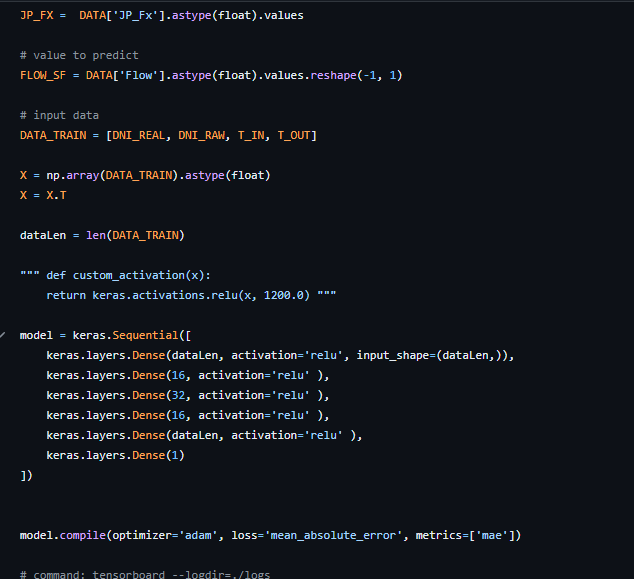 JP_FX =  DATA['JP_Fx'].astype(float).values
# value to predict
FLOW_SF = DATA['Flow'].astype(float).values.reshape(-1, 1)
# input data
DATA_TRAIN = [DNI_REAL, DNI_RAW, T_IN, T_OUT]
X = np.array(DATA_TRAIN).astype(float)
X = X.T
dataLen = len(DATA_TRAIN)
""" def custom_activation(x):
    return keras.activations.relu(x, 1200.0) """
model = keras.Sequential([
    keras.layers.Dense(dataLen, activation='relu', input_shape=(dataLen,)),
    keras.layers.Dense(16, activation='relu' ),
    keras.layers.Dense(32, activation='relu' ),
    keras.layers.Dense(16, activation='relu' ),
    keras.layers.Dense(dataLen, activation='relu' ),
    keras.layers.Dense(1)
])
model.compile(optimizer='adam', loss='mean_absolute_error', metrics=['mae'])
# command: tensorboard --logdir=./logs